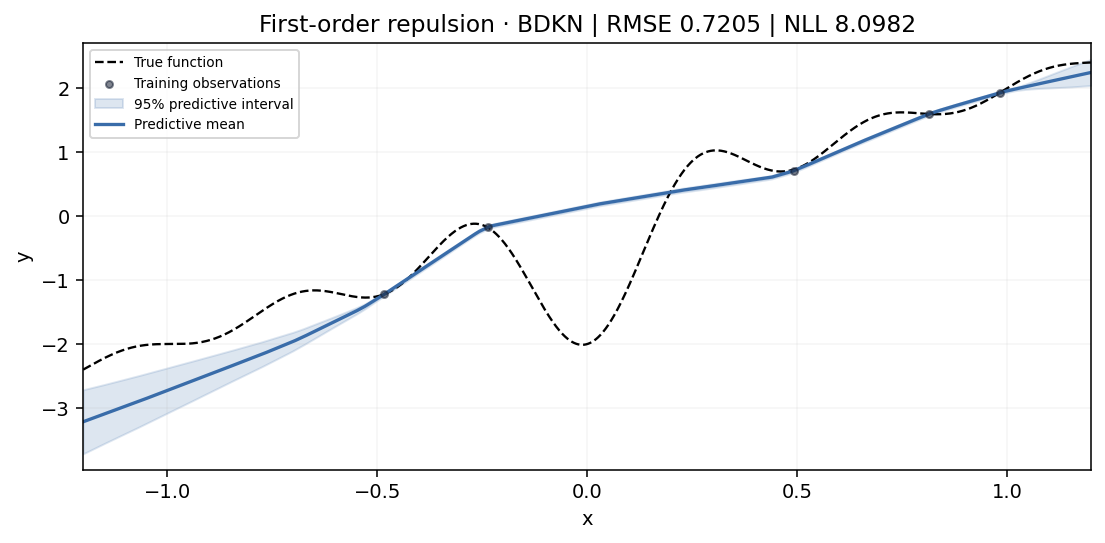 First-order repulsion · BDKN | RMSE 0.7205 | NLL 8.0982
True function
Training observations
95% predictive interval
Predictive mean
y
2
1
0
−1
−2
−3
−1.0
−0.5
0.0
0.5
1.0
x